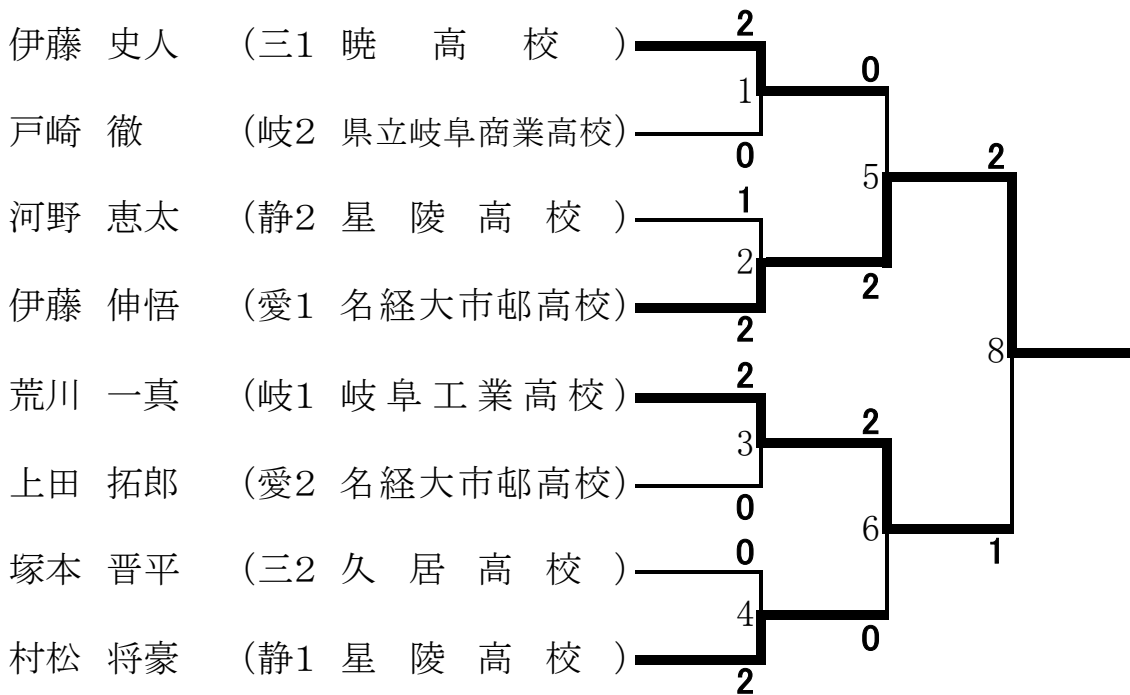 伊藤 史人 (三1 暁高校) 2
1 0
戸崎 徹 (岐2 県立岐阜商業高校) 0
5 2
河野 恵太 (静2 星陵高校) 1
2 2
伊藤 伸悟 (愛1 名経大市邨高校) 2
8
荒川 一真 (岐1 岐阜工業高校) 2
3 2
上田 拓郎 (愛2 名経大市邨高校) 0
6 1
塚本 晋平 (三2 久居高校) 0
4 0
村松 将豪 (静1 星陵高校) 2